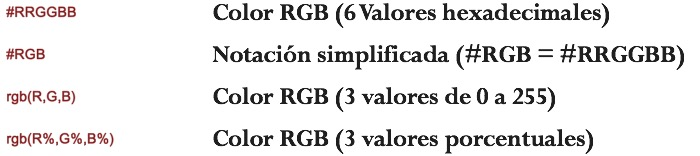 #RRGGBB Color RGB (6 Valores hexadecimales)
#RGB Notación simplificada (#RGB = #RRGGBB)
rgb(R,G,B) Color RGB (3 valores de 0 a 255)
rgb(R%,G%,B%) Color RGB (3 valores porcentuales)